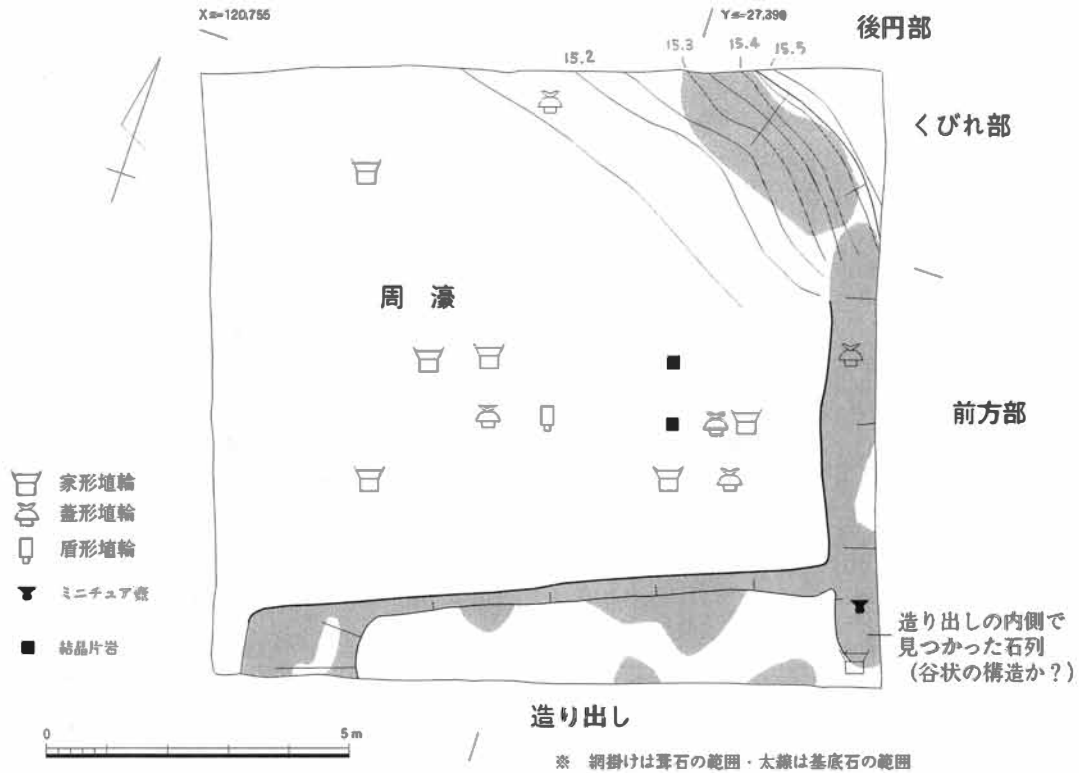 X=-120,755
Y=-27,390
後円部
15.2
15.3
15.4
15.5
くびれ部
周 濠
前方部
家形埴輪
蓋形埴輪
盾形埴輪
ミニチュア壺
結晶片岩
造り出しの内側で
見つかった石列
(谷状の構造か?)
造り出し
0
5m
※ 網掛けは葺石の範囲・太線は基底石の範囲